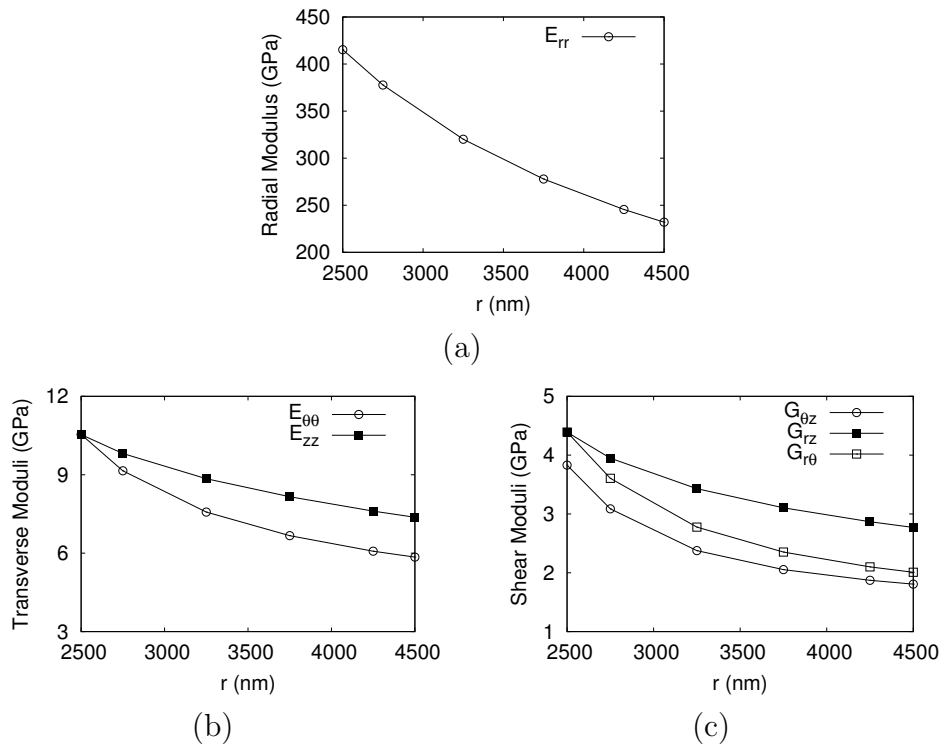 Radial Modulus (GPa)
450
400
350
300
250
200
E_rr
2500 3000 3500 4000 4500
r (nm)
(a)
Transverse Moduli (GPa)
12
9
6
3
E_θθ
E_zz
2500 3000 3500 4000 4500
r (nm)
(b)
Shear Moduli (GPa)
5
4
3
2
1
G_θz
G_rz
G_rθ
2500 3000 3500 4000 4500
r (nm)
(c)